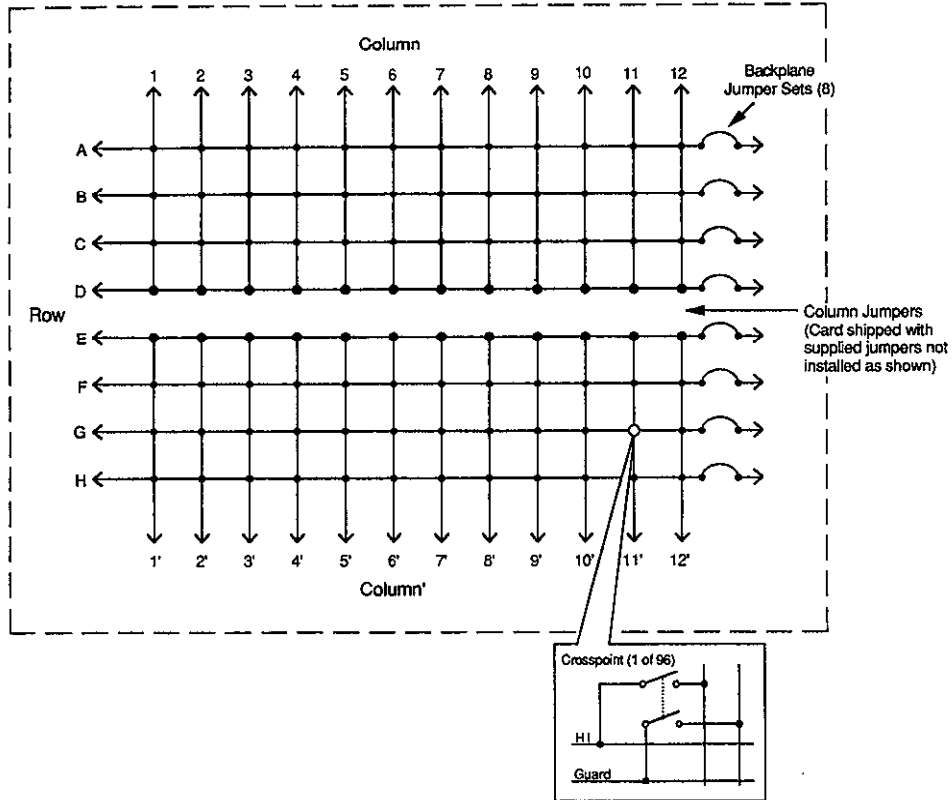 Column
1 2 3 4 5 6 7 8 9 10 11 12
Backplane
Jumper Sets (8)
A
B
C
D
Row
Column Jumpers
(Card shipped with
supplied jumpers not
installed as shown)
E
F
G
H
1' 2' 3' 4' 5' 6' 7' 8' 9' 10' 11' 12'
Column'
Crosspoint (1 of 96)
HI
Guard